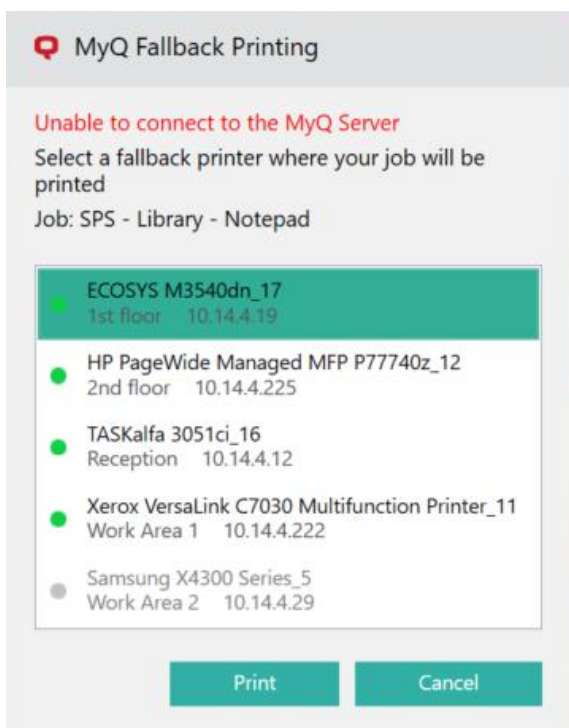 MyQ Fallback Printing
Unable to connect to the MyQ Server
Select a fallback printer where your job will be
printed
Job: SPS - Library - Notepad
ECOSYS M3540dn_17
1st floor 10.14.4.19
HP PageWide Managed MFP P77740z_12
2nd floor 10.14.4.225
TASKalfa 3051ci_16
Reception 10.14.4.12
Xerox VersaLink C7030 Multifunction Printer_11
Work Area 1 10.14.4.222
Samsung X4300 Series_5
Work Area 2 10.14.4.29
Print Cancel